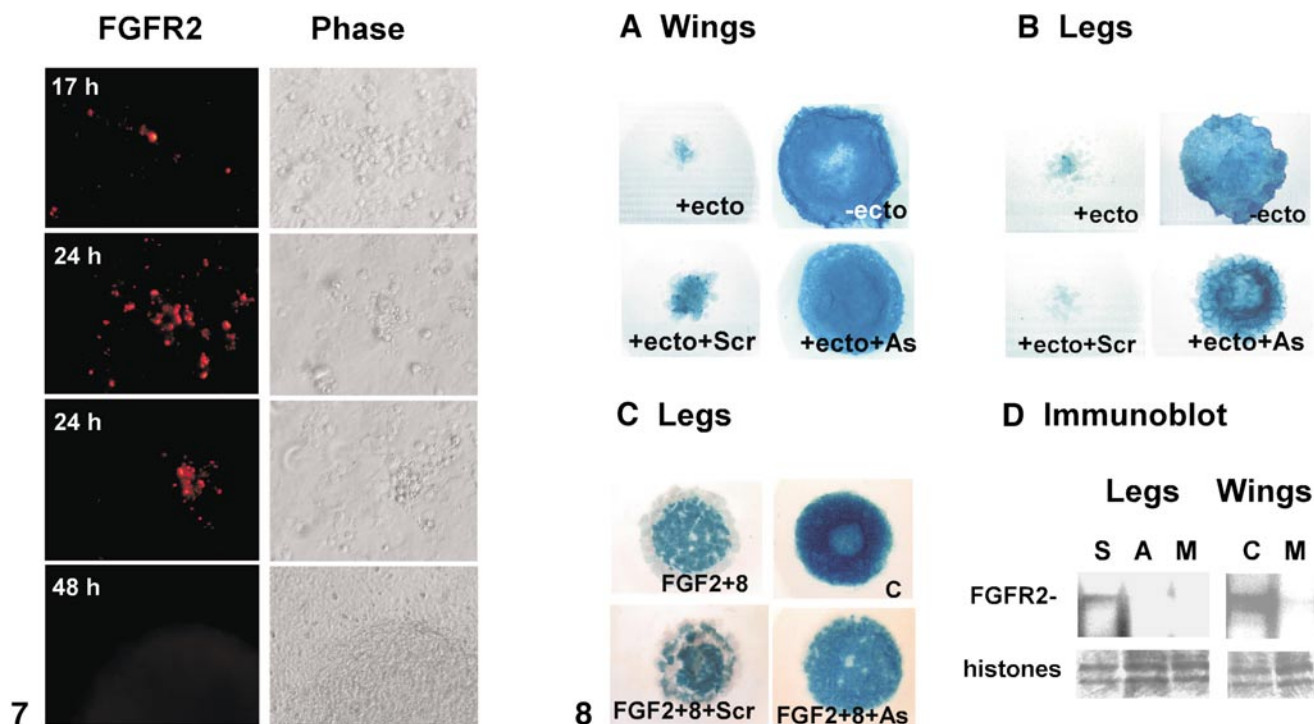 FGFR2 Phase
17 h
24 h
24 h
48 h
7
A Wings
+ecto -ecto
+ecto+Scr +ecto+As
B Legs
+ecto -ecto
+ecto+Scr +ecto+As
C Legs
FGF2+8 C
FGF2+8+Scr FGF2+8+As
8
D Immunoblot
Legs Wings
S A M C M
FGFR2-
histones